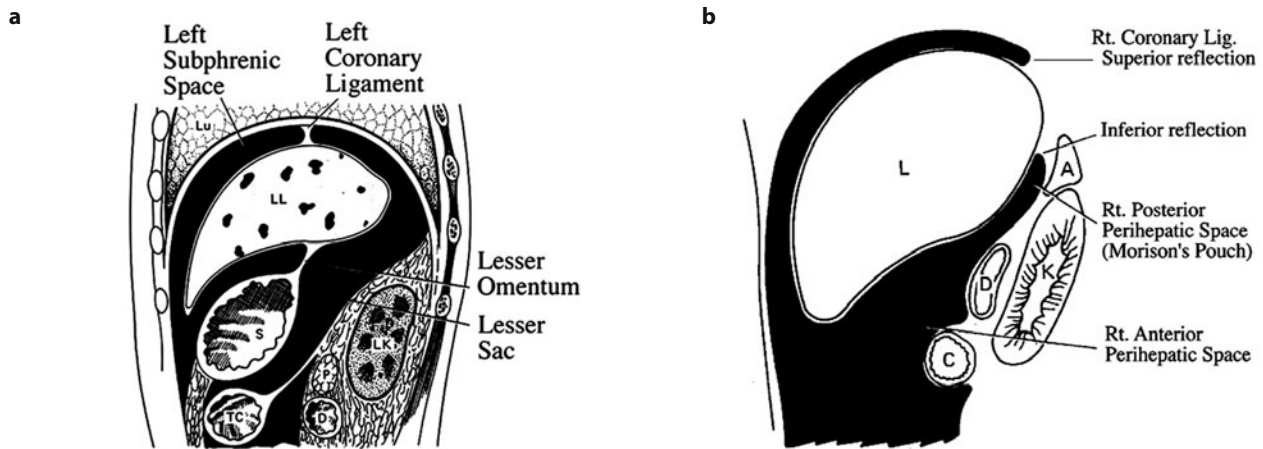 a
Left
Subphrenic
Space
Left
Coronary
Ligament
Lu
LL
Lesser
Omentum
Lesser
Sac
S
LK
P
TC
D
b
Rt. Coronary Lig.
Superior reflection
Inferior reflection
L
A
Rt. Posterior
Perihepatic Space
(Morison's Pouch)
K
D
Rt. Anterior
Perihepatic Space
C